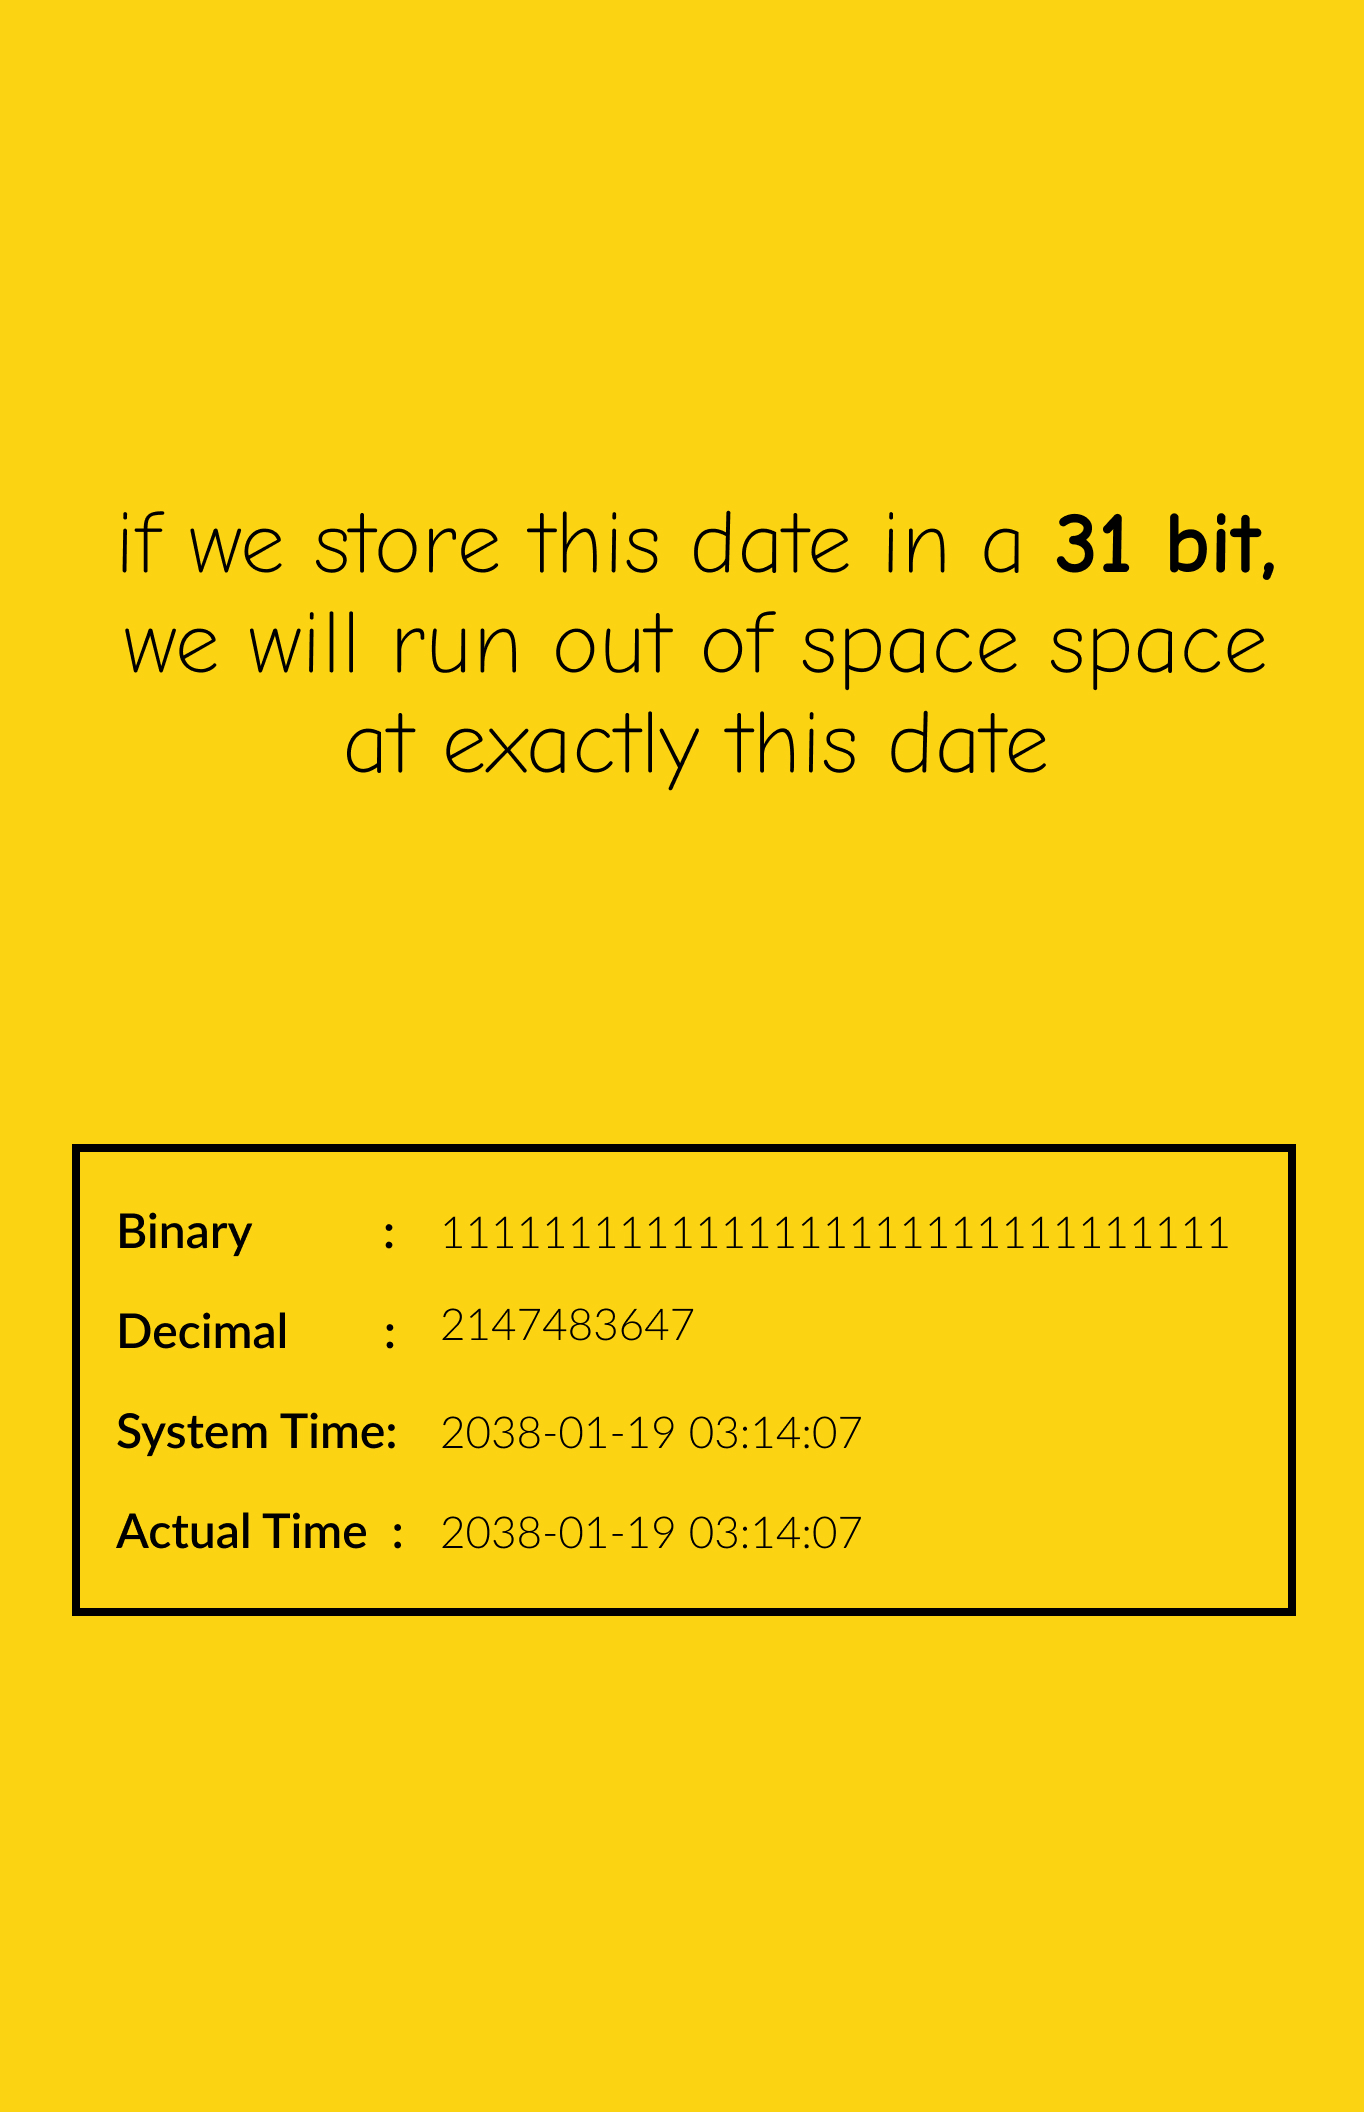 if we store this date in a 31 bit,
we will run out of space space
at exactly this date
Binary : 1111111111111111111111111111111
Decimal : 2147483647
System Time: 2038-01-19 03:14:07
Actual Time : 2038-01-19 03:14:07